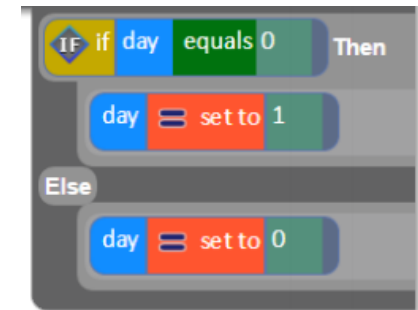 IF if day equals 0 Then
day = set to 1
Else
day = set to 0